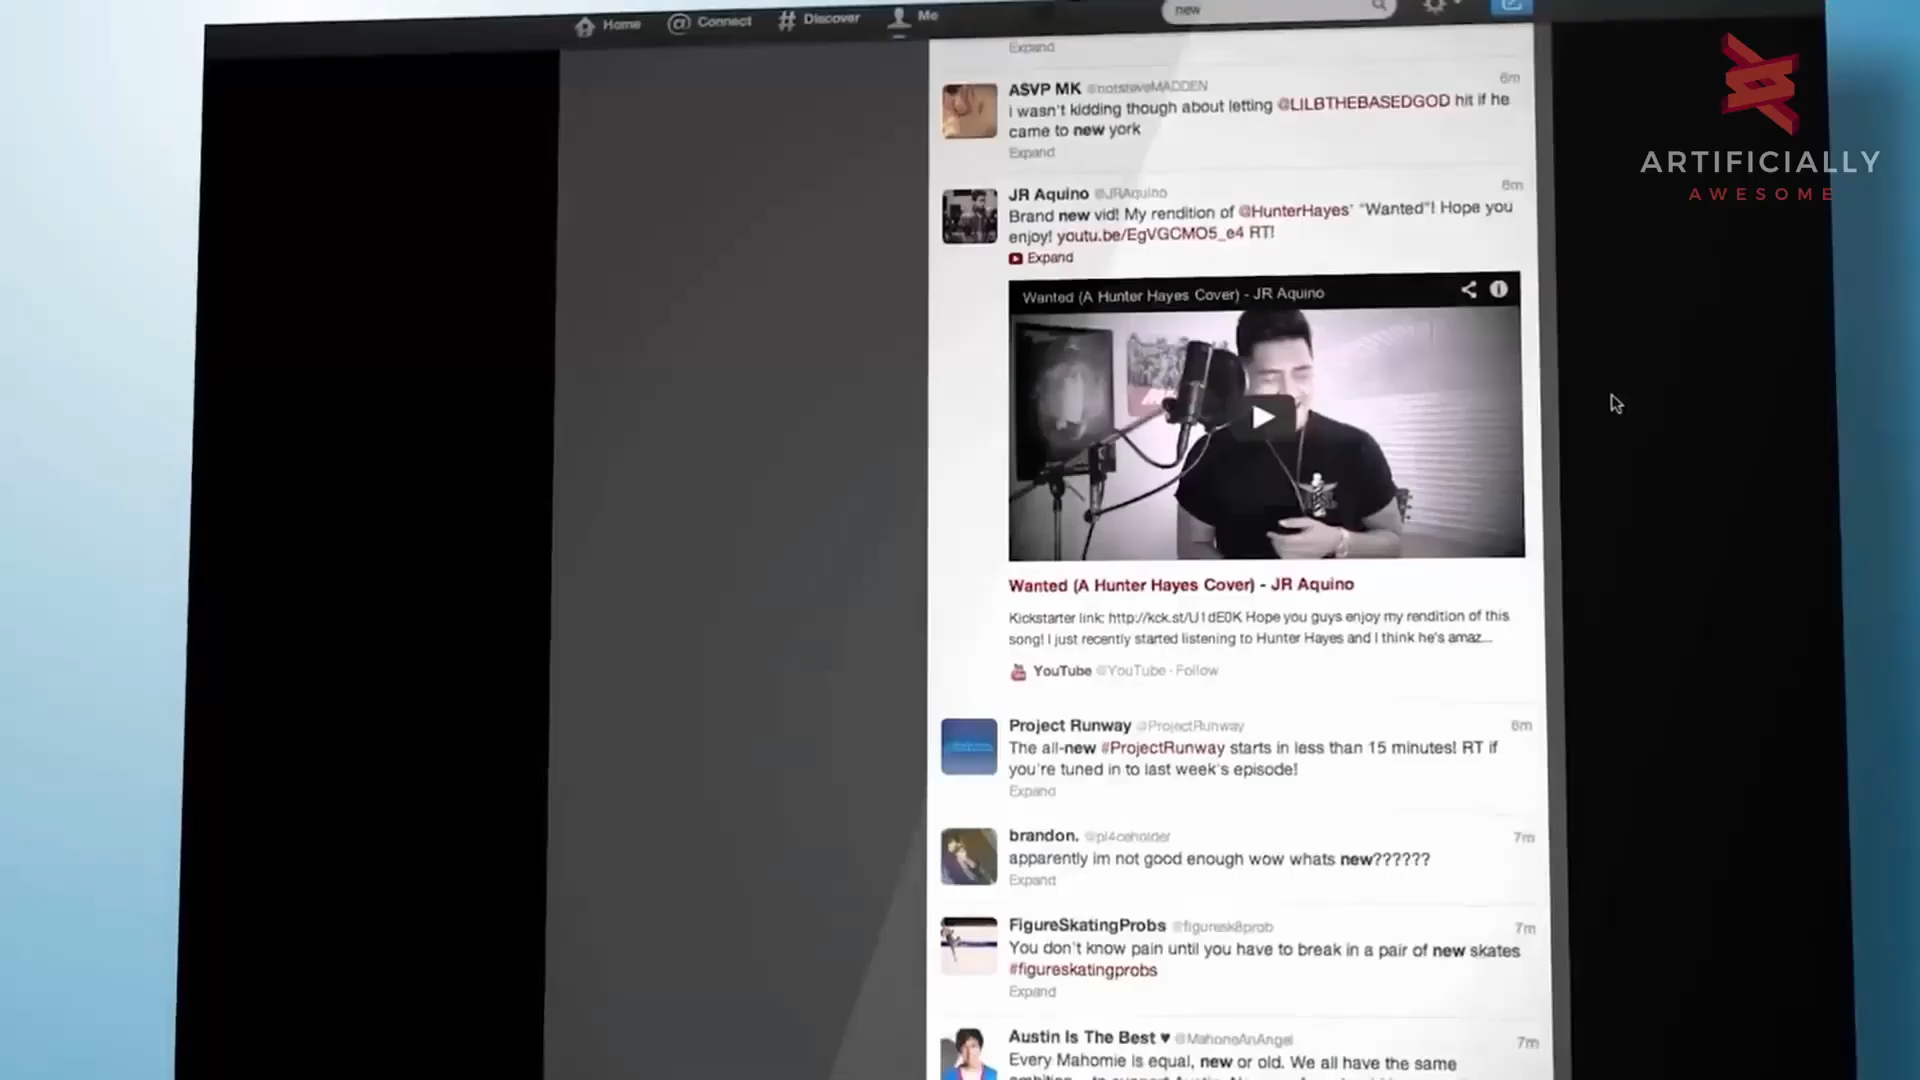 Home
Connect
Discover
Me
new
Expand
A$VP MK @notsteveMADDEN 6m
i wasn't kidding though about letting @LILBTHEBASEDGOD hit if he
came to new york
Expand
JR Aquino @JRAquino 6m
Brand new vid! My rendition of @HunterHayes' "Wanted"! Hope you
enjoy! youtu.be/EgVGCMO5_e4 RT!
Expand
Wanted (A Hunter Hayes Cover) - JR Aquino
Wanted (A Hunter Hayes Cover) - JR Aquino
Kickstarter link: http://kck.st/U1dE0K Hope you guys enjoy my rendition of this
song! I just recently started listening to Hunter Hayes and I think he's amaz...
YouTube @YouTube · Follow
Project Runway @ProjectRunway 6m
The all-new #ProjectRunway starts in less than 15 minutes! RT if
you're tuned in to last week's episode!
Expand
brandon. @pl4ceholder 7m
apparently im not good enough wow whats new??????
Expand
FigureSkatingProbs @figuresk8prob 7m
You don't know pain until you have to break in a pair of new skates
#figureskatingprobs
Expand
Austin Is The Best ♥ @MahoneAnAngel 7m
Every Mahomie is equal, new or old. We all have the same
ARTIFICIALLY
AWESOME